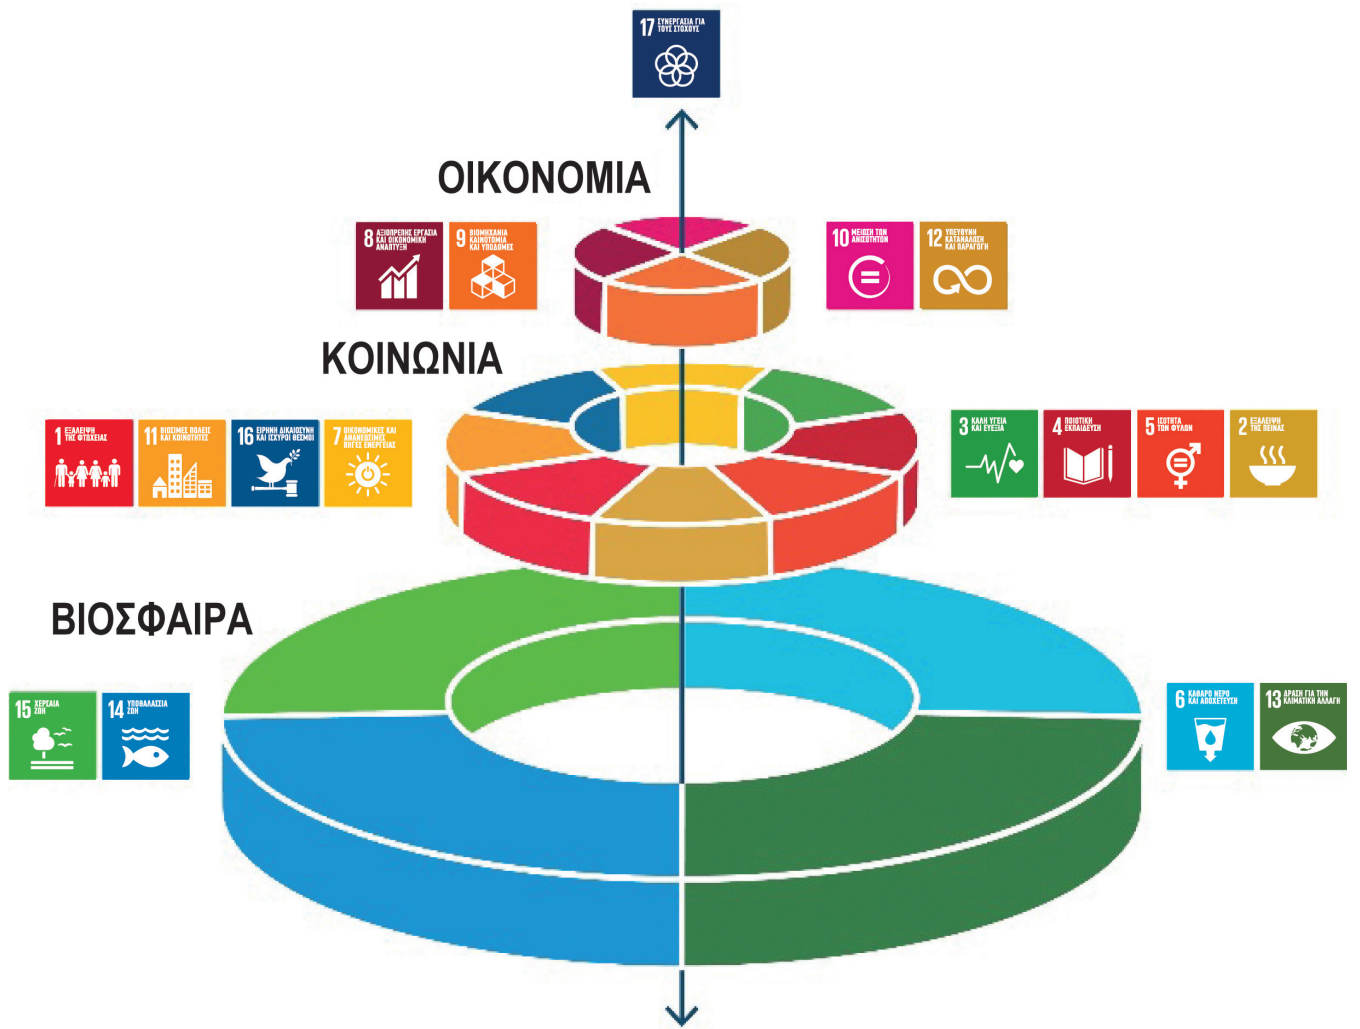 17 ΣΥΝΕΡΓΑΣΙΑ ΓΙΑ
ΤΟΥΣ ΣΤΟΧΟΥΣ
ΟΙΚΟΝΟΜΙΑ
8 ΑΞΙΟΠΡΕΠΗΣ ΕΡΓΑΣΙΑ
ΚΑΙ ΟΙΚΟΝΟΜΙΚΗ
ΑΝΑΠΤΥΞΗ
9 ΒΙΟΜΗΧΑΝΙΑ
ΚΑΙΝΟΤΟΜΙΑ
ΚΑΙ ΥΠΟΔΟΜΕΣ
10 ΜΕΙΩΣΗ ΤΩΝ
ΑΝΙΣΟΤΗΤΩΝ
12 ΥΠΕΥΘΥΝΗ
ΚΑΤΑΝΑΛΩΣΗ
ΚΑΙ ΠΑΡΑΓΩΓΗ
ΚΟΙΝΩΝΙΑ
1 ΕΞΑΛΕΙΨΗ
ΤΗΣ ΦΤΩΧΕΙΑΣ
11 ΒΙΩΣΙΜΕΣ ΠΟΛΕΙΣ
ΚΑΙ ΚΟΙΝΟΤΗΤΕΣ
16 ΕΙΡΗΝΗ ΔΙΚΑΙΟΣΥΝΗ
ΚΑΙ ΙΣΧΥΡΟΙ ΘΕΣΜΟΙ
7 ΟΙΚΟΝΟΜΙΚΕΣ ΚΑΙ
ΑΝΑΝΕΩΣΙΜΕΣ
ΠΗΓΕΣ ΕΝΕΡΓΕΙΑΣ
3 ΚΑΛΗ ΥΓΕΙΑ
ΚΑΙ ΕΥΕΞΙΑ
4 ΠΟΙΟΤΙΚΗ
ΕΚΠΑΙΔΕΥΣΗ
5 ΙΣΟΤΗΤΑ
ΤΩΝ ΦΥΛΩΝ
2 ΕΞΑΛΕΙΨΗ
ΤΗΣ ΠΕΙΝΑΣ
ΒΙΟΣΦΑΙΡΑ
15 ΧΕΡΣΑΙΑ
ΖΩΗ
14 ΥΠΟΘΑΛΑΣΣΙΑ
ΖΩΗ
6 ΚΑΘΑΡΟ ΝΕΡΟ
ΚΑΙ ΑΠΟΧΕΤΕΥΣΗ
13 ΔΡΑΣΗ ΓΙΑ ΤΗΝ
ΚΛΙΜΑΤΙΚΗ ΑΛΛΑΓΗ